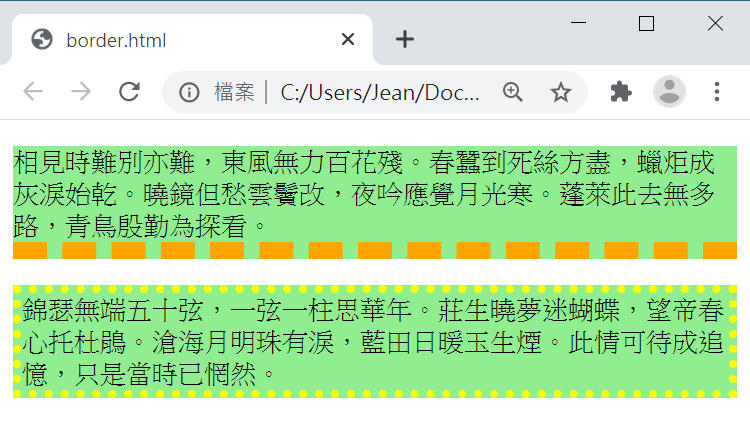 border.html
檔案 C:/Users/Jean/Doc...
相見時難別亦難，東風無力百花殘。春蠶到死絲方盡，蠟炬成
灰淚始乾。曉鏡但愁雲鬢改，夜吟應覺月光寒。蓬萊此去無多
路，青鳥殷勤為探看。
錦瑟無端五十弦，一弦一柱思華年。莊生曉夢迷蝴蝶，望帝春
心托杜鵑。滄海月明珠有淚，藍田日暖玉生煙。此情可待成追
憶，只是當時已惘然。